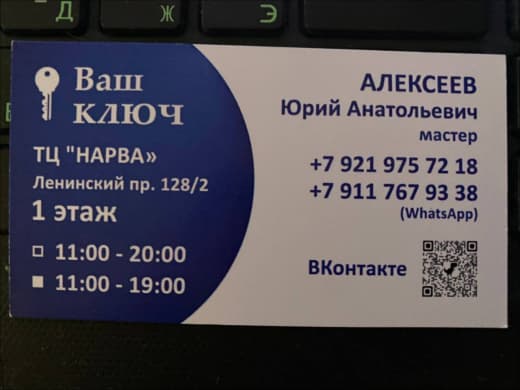 Д
Ж
Э
Ваш
КЛЮЧ
ТЦ "НАРВА»
Ленинский пр. 128/2
1 этаж
11:00 - 20:00
11:00 - 19:00
АЛЕКСЕЕВ
Юрий Анатольевич
мастер
+7 921 975 72 18
+7 911 767 93 38
(WhatsApp)
ВКонтакте